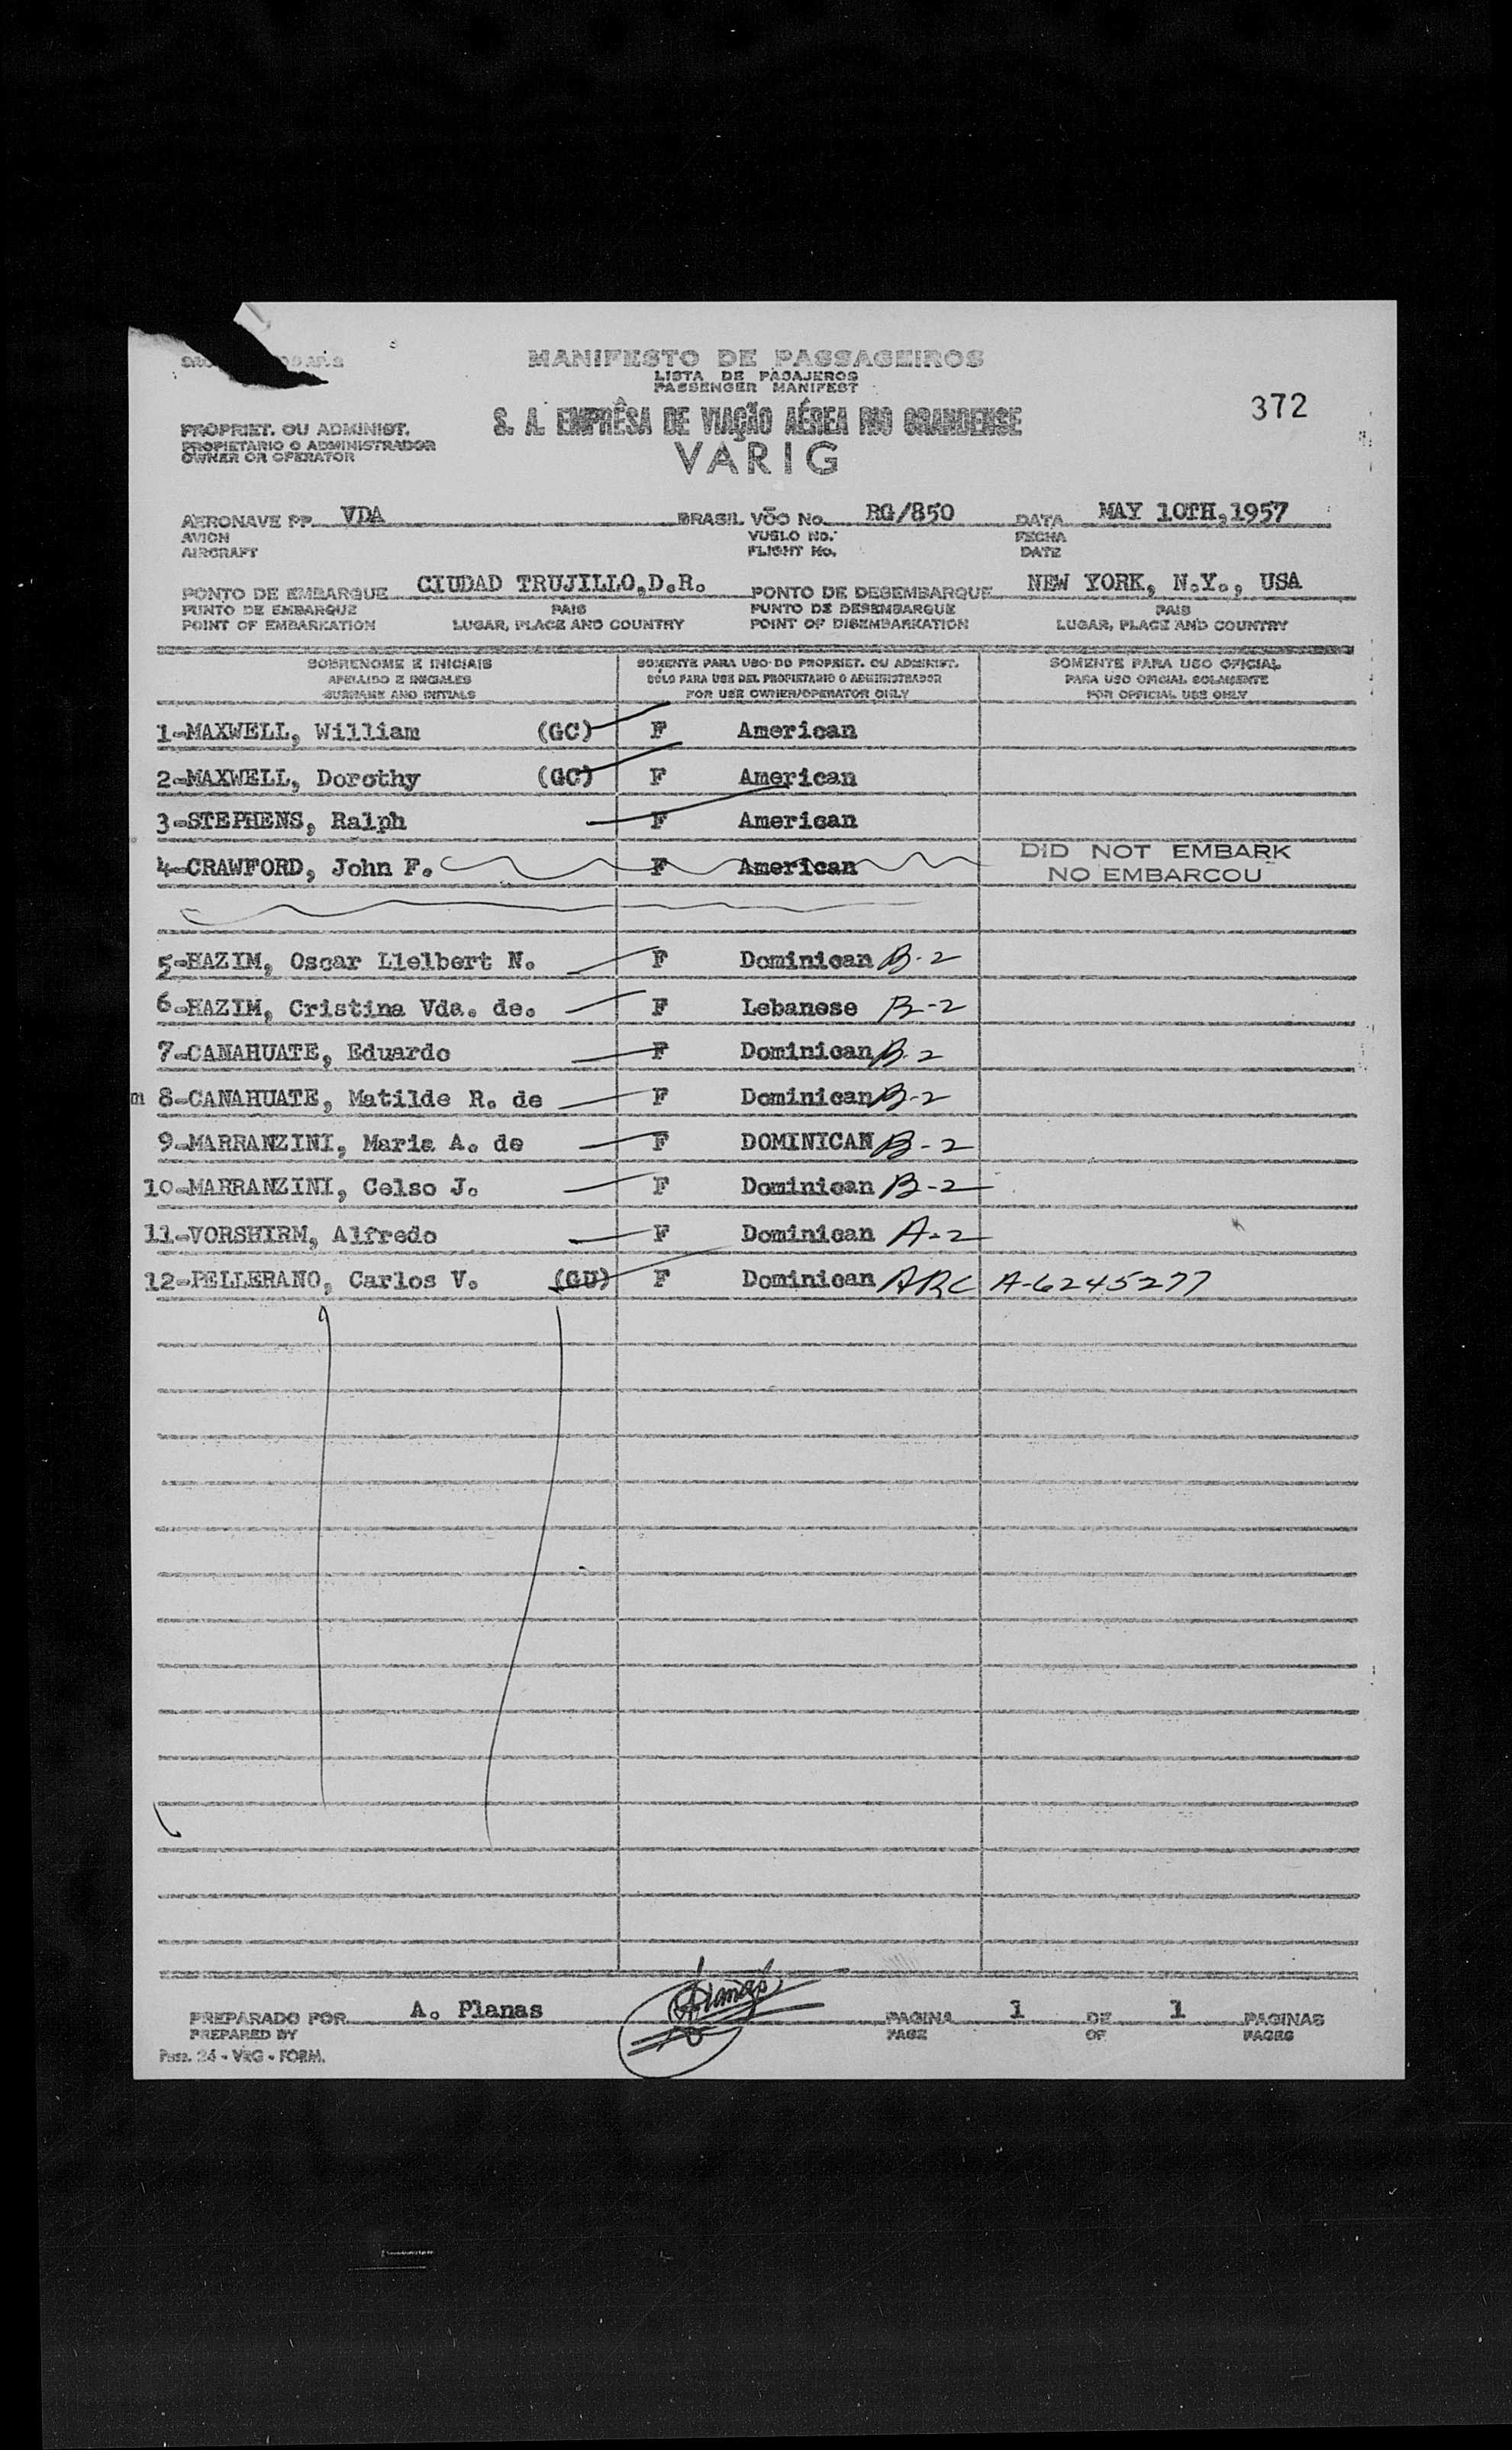 MANIFESTO DE PASSAGEIROS
LISTA DE PASAJEROS
PASSENGER MANIFEST
372
S. A. EMPRÊSA DE VIAÇÃO AÉREA RIO GRANDENSE
VARIG
PROPRIET. OU ADMINIST.
PROPIETARIO O ADMINISTRADOR
OWNER OR OPERATOR
AERONAVE PP VDA BRASIL VÔO No. RG/850 DATA MAY 10TH,1957
AVION VUELO No. FECHA
AIRCRAFT FLIGHT No. DATE
PONTO DE EMBARQUE CIUDAD TRUJILLO,D.R. PONTO DE DESEMBARQUE NEW YORK, N.Y., USA
PUNTO DE EMBARQUE PAIS PUNTO DE DESEMBARQUE PAIS
POINT OF EMBARKATION LUGAR, PLACE AND COUNTRY POINT OF DISEMBARKATION LUGAR, PLACE AND COUNTRY
SOBRENOME E INICIAIS SOMENTE PARA USO DO PROPRIET. OU ADMINIST. SOMENTE PARA USO OFICIAL
APELLIDO E INICIALES SÓLO PARA USE DEL PROPIETARIO O ADMINISTRADOR PARA USO OFICIAL SOLAMENTE
SURNAME AND INITIALS FOR USE OWNER/OPERATOR ONLY FOR OFFICIAL USE ONLY
1-MAXWELL, William (GC) F American
2-MAXWELL, Dorothy (GC) F American
3-STEPHENS, Ralph F American
4-CRAWFORD, John F. F American DID NOT EMBARK
NO EMBARCOU
5-HAZIM, Oscar Llelbert N. F Dominican B-2
6-HAZIM, Cristina Vda. de. F Lebanese B-2
7-CANAHUATE, Eduardo F Dominican B-2
m 8-CANAHUATE, Matilde R. de F Dominican B-2
9-MARRANZINI, Maria A. de F DOMINICAN B-2
10-MARRANZINI, Celso J. F Dominican B-2
11-VORSHIRM, Alfredo F Dominican A-2
12-PELLERANO, Carlos V. (GU) F Dominican ARC A-6245277
PREPARADO POR A. Planas Planas PAGINA 1 DE 1 PAGINAS
PREPARED BY PAGE OF PAGES
Pass. 24 - VRG - FORM.